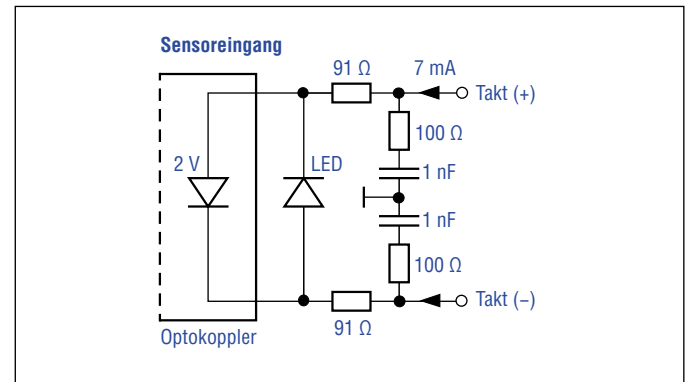 Sensoreingang
91 Ω
7 mA
Takt (+)
100 Ω
2 V
LED
1 nF
1 nF
100 Ω
Takt (–)
91 Ω
Optokoppler